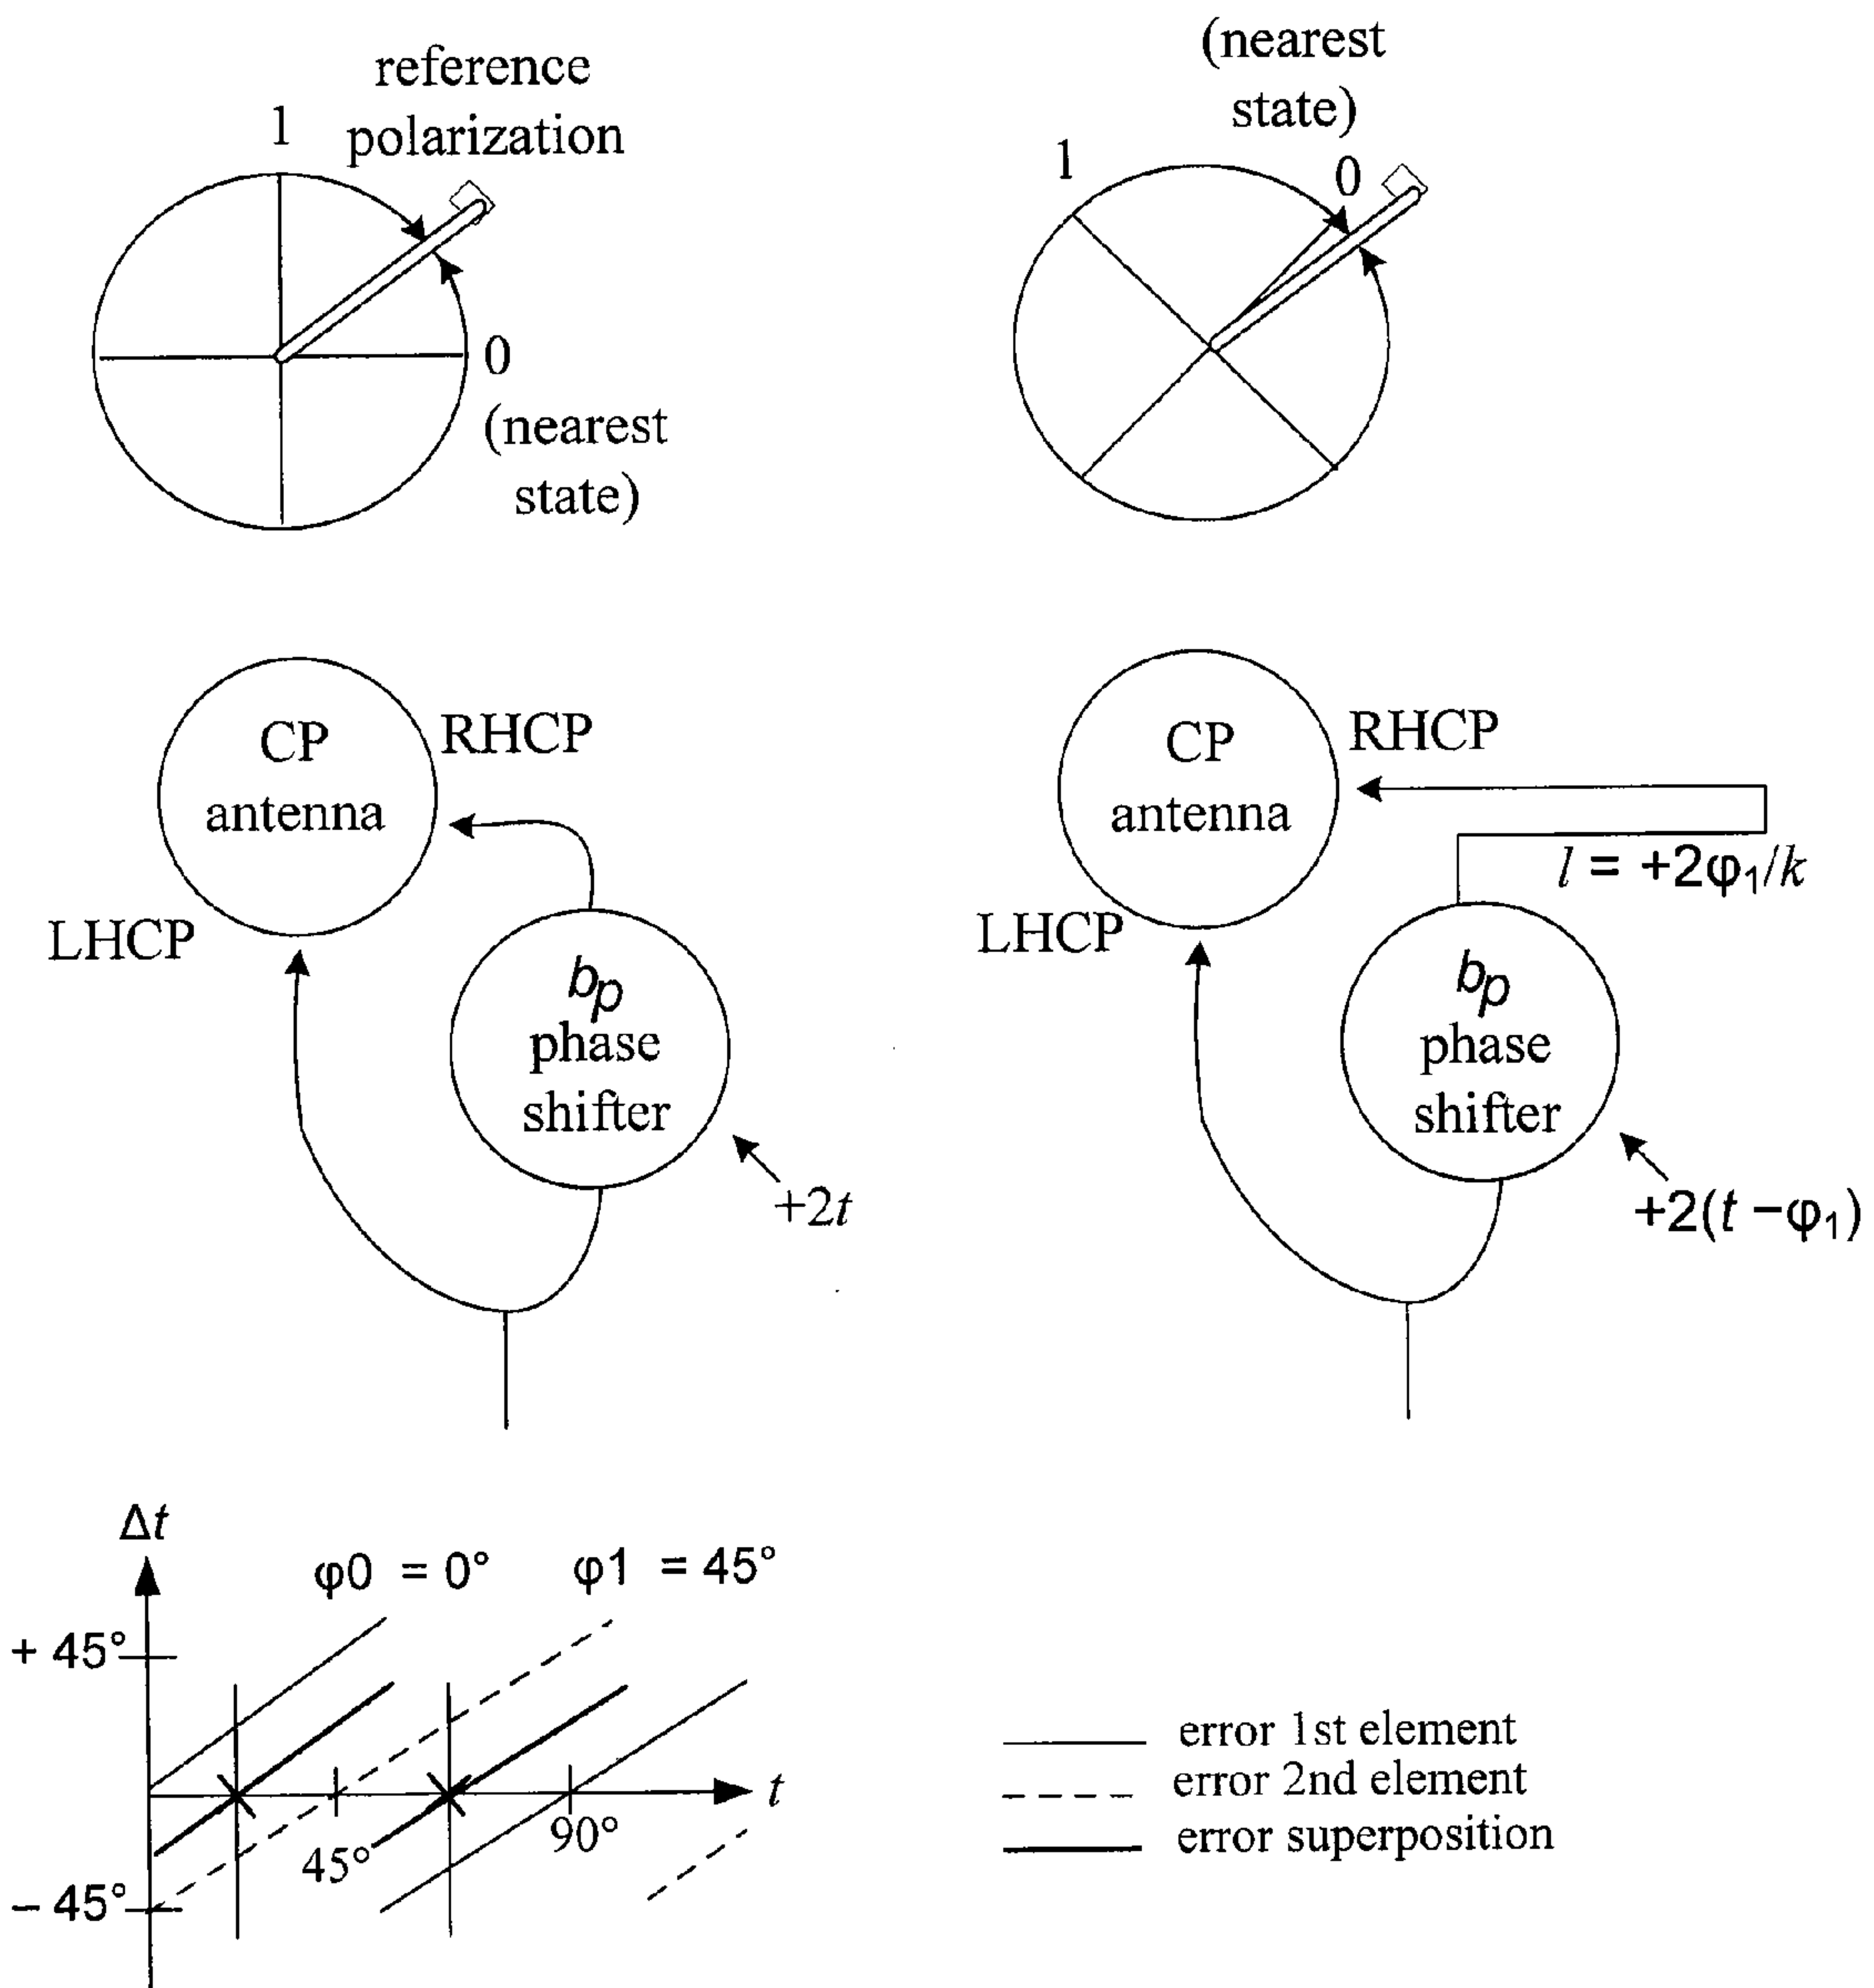 reference
polarization
1
0
(nearest
state)
(nearest
state)
1
0
CP
antenna
RHCP
LHCP
bp
phase
shifter
+2t
CP
antenna
RHCP
l = +2φ1/k
LHCP
bp
phase
shifter
+2(t −φ1)
Δt
φ0 = 0°
φ1 = 45°
+ 45°
t
45°
90°
− 45°
error 1st element
error 2nd element
error superposition